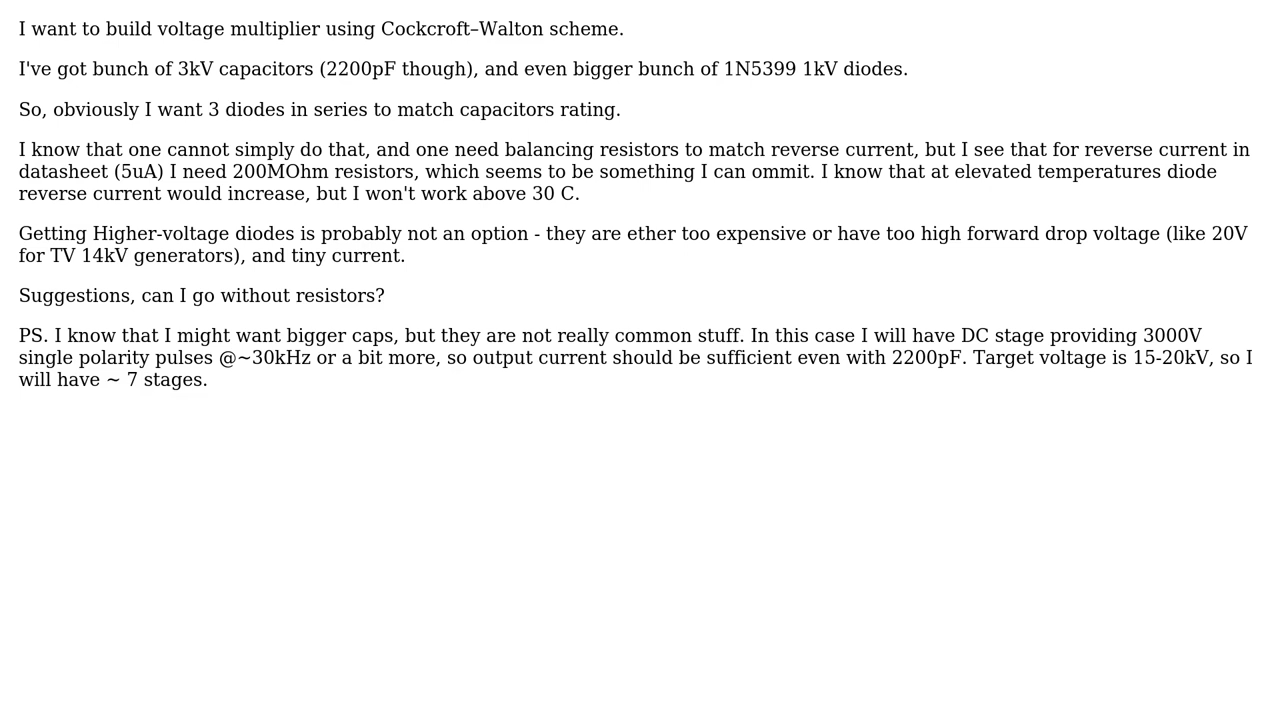 I want to build voltage multiplier using Cockcroft–Walton scheme.
I've got bunch of 3kV capacitors (2200pF though), and even bigger bunch of 1N5399 1kV diodes.
So, obviously I want 3 diodes in series to match capacitors rating.
I know that one cannot simply do that, and one need balancing resistors to match reverse current, but I see that for reverse current in
datasheet (5uA) I need 200MOhm resistors, which seems to be something I can ommit. I know that at elevated temperatures diode
reverse current would increase, but I won't work above 30 C.
Getting Higher-voltage diodes is probably not an option - they are ether too expensive or have too high forward drop voltage (like 20V
for TV 14kV generators), and tiny current.
Suggestions, can I go without resistors?
PS. I know that I might want bigger caps, but they are not really common stuff. In this case I will have DC stage providing 3000V
single polarity pulses @~30kHz or a bit more, so output current should be sufficient even with 2200pF. Target voltage is 15-20kV, so I
will have ~ 7 stages.